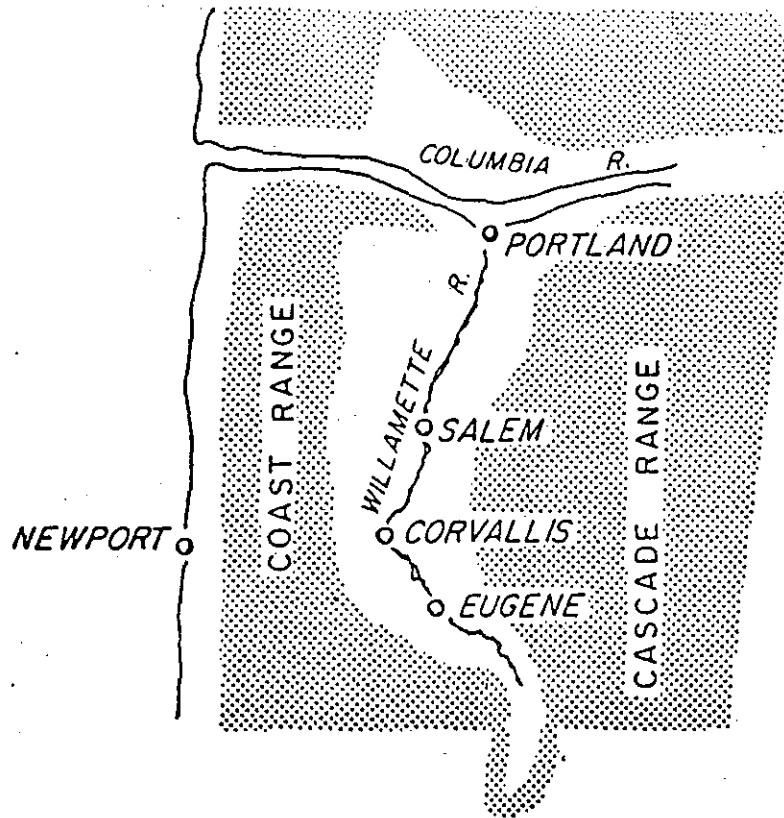 COLUMBIA R.
PORTLAND
WILLAMETTE R.
COAST RANGE
CASCADE RANGE
SALEM
NEWPORT
CORVALLIS
EUGENE